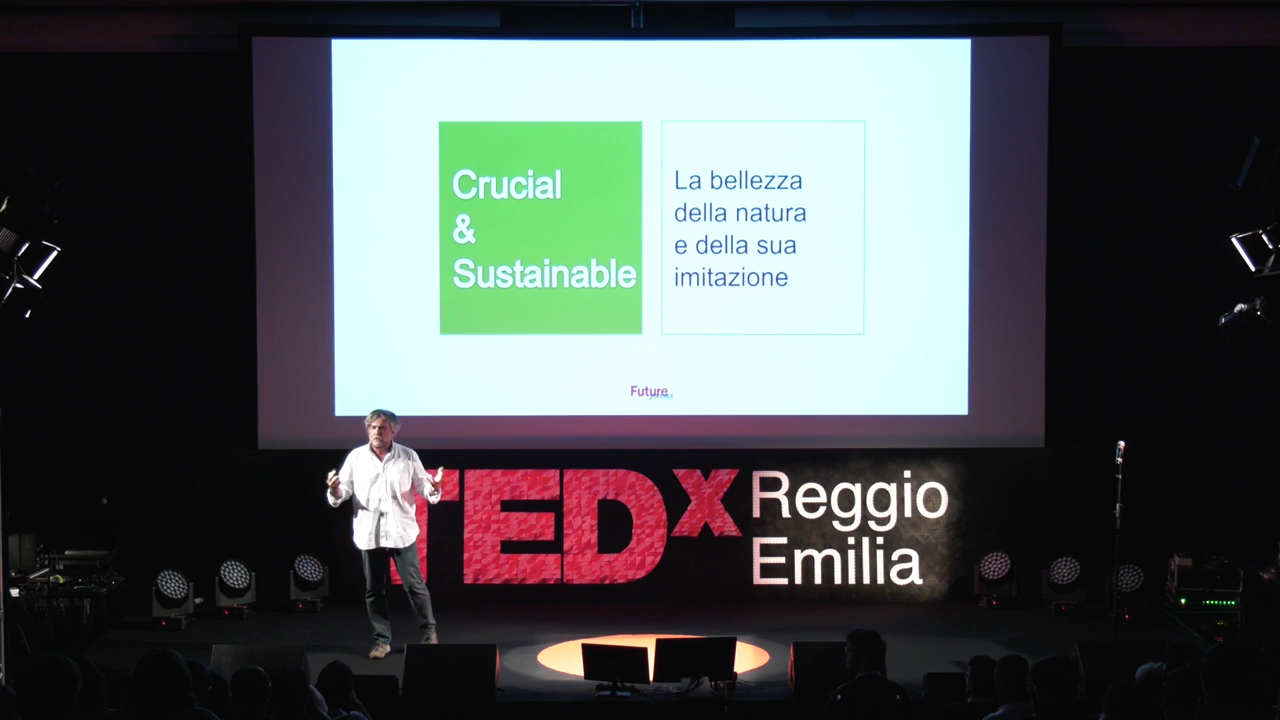 Crucial
&
Sustainable
La bellezza
della natura
e della sua
imitazione
Future
TEDx
Reggio
Emilia